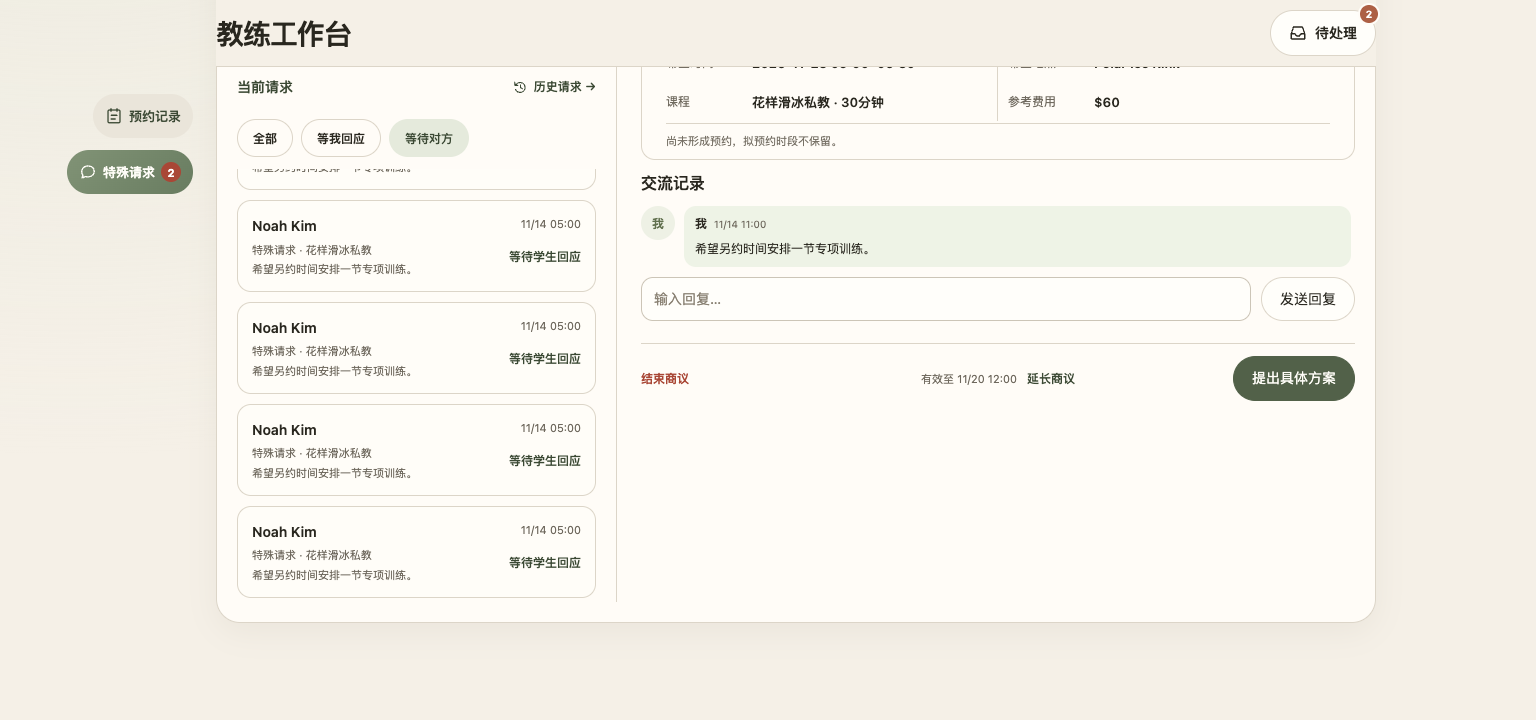 教练工作台
待处理
2
预约记录
特殊请求
2
当前请求
历史请求 →
全部
等我回应
等待对方
Noah Kim
11/14 05:00
特殊请求 · 花样滑冰私教
等待学生回应
希望另约时间安排一节专项训练。
Noah Kim
11/14 05:00
特殊请求 · 花样滑冰私教
等待学生回应
希望另约时间安排一节专项训练。
Noah Kim
11/14 05:00
特殊请求 · 花样滑冰私教
等待学生回应
希望另约时间安排一节专项训练。
Noah Kim
11/14 05:00
特殊请求 · 花样滑冰私教
等待学生回应
希望另约时间安排一节专项训练。
课程
花样滑冰私教 · 30分钟
参考费用
$60
尚未形成预约，拟预约时段不保留。
交流记录
我
我 11/14 11:00
希望另约时间安排一节专项训练。
输入回复...
发送回复
结束商议
有效至 11/20 12:00
延长商议
提出具体方案